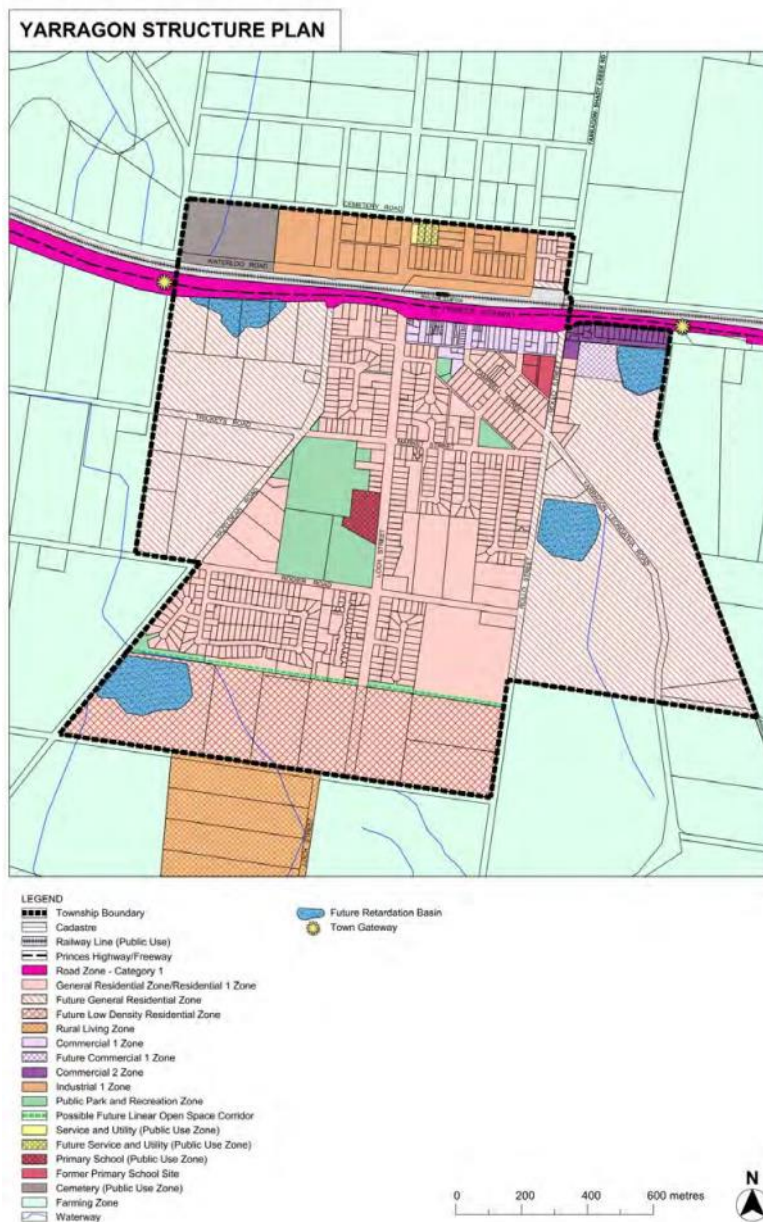 YARRAGON STRUCTURE PLAN
CEMETERY ROAD
WATERLOO ROAD
PRINCES STREET
MARKET STREET
ROLLO STREET
LOCH STREET
LEGEND
Township Boundary
Cadastre
Railway Line (Public Use)
Princes Highway/Freeway
Road Zone - Category 1
General Residential Zone/Residential 1 Zone
Future General Residential Zone
Future Low Density Residential Zone
Rural Living Zone
Commercial 1 Zone
Future Commercial 1 Zone
Commercial 2 Zone
Industrial 1 Zone
Public Park and Recreation Zone
Possible Future Linear Open Space Corridor
Service and Utility (Public Use Zone)
Future Service and Utility (Public Use Zone)
Primary School (Public Use Zone)
Former Primary School Site
Cemetery (Public Use Zone)
Farming Zone
Waterway
Future Retardation Basin
Town Gateway
0 200 400 600 metres
N